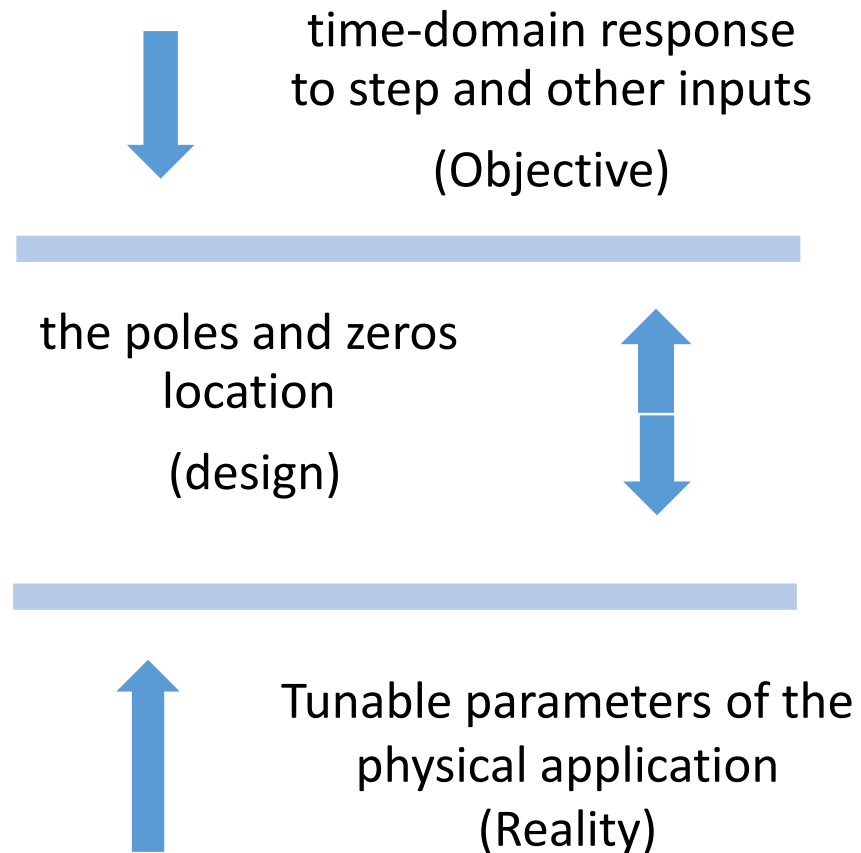 time-domain response
to step and other inputs
(Objective)
the poles and zeros
location
(design)
Tunable parameters of the
physical application
(Reality)